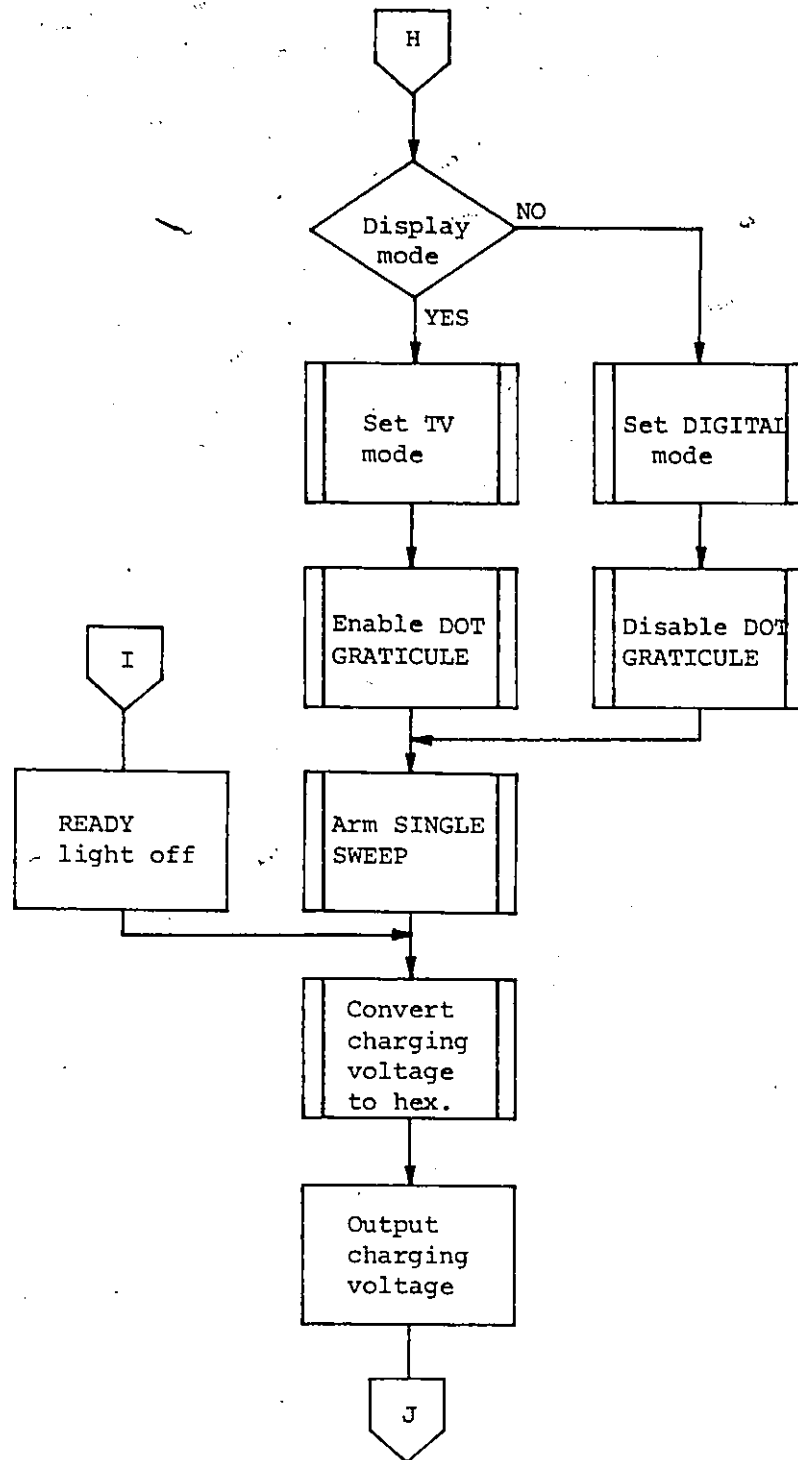 H
Display
mode
NO
YES
Set TV
mode
Set DIGITAL
mode
Enable DOT
GRATICULE
Disable DOT
GRATICULE
I
READY
light off
Arm SINGLE
SWEEP
Convert
charging
voltage
to hex.
Output
charging
voltage
J